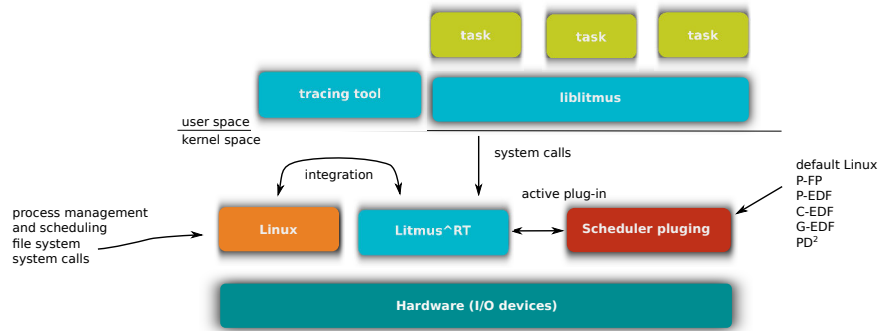 task
task
task
tracing tool
liblitmus
user space
kernel space
system calls
integration
active plug-in
default Linux
P-FP
P-EDF
C-EDF
G-EDF
PD²
process management
and scheduling
file system
system calls
Linux
Litmus^RT
Scheduler pluging
Hardware (I/O devices)